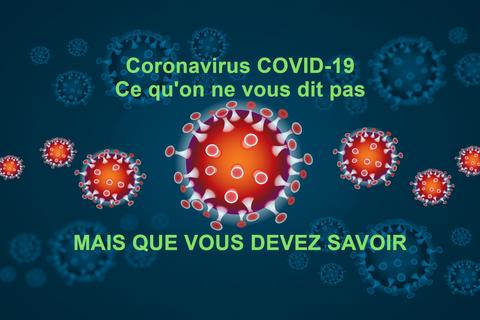 Coronavirus COVID-19
Ce qu'on ne vous dit pas
MAIS QUE VOUS DEVEZ SAVOIR